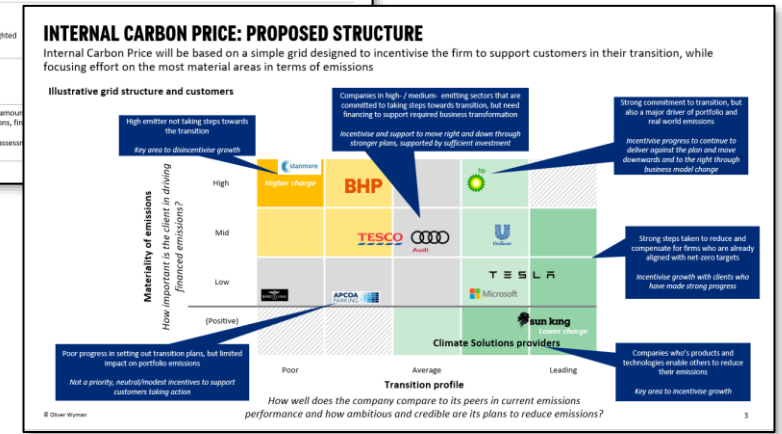 hted
amoun
ons, fin
assessm
INTERNAL CARBON PRICE: PROPOSED STRUCTURE
Internal Carbon Price will be based on a simple grid designed to incentivise the firm to support customers in their transition, while
focusing effort on the most material areas in terms of emissions
Illustrative grid structure and customers
High emitter not taking steps towards
the transition
Key area to disincentivise growth
Companies in high- / medium- emitting sectors that are
committed to taking steps towards transition, but need
financing to support required business transformation
Incentivise and support to move right and down through
stronger plans, supported by sufficient investment
Strong commitment to transition, but
also a major driver of portfolio and
real world emissions
Incentivise progress to continue to
deliver against the plan and move
downwards and to the right through
business model change
Materiality of emissions
How important is the client in driving
financed emissions?
High
stanmore
Higher charge
BHP
bp
Mid
TESCO
Audi
Unilever
Strong steps taken to reduce and
compensate for firms who are already
aligned with net-zero targets
Incentivise growth with clients who
have made strong progress
Low
BREITLING
APCOA
PARKING
TESLA
Microsoft
(Positive)
sun king
Lower charge
Climate Solutions providers
Poor progress in setting out transition plans, but limited
impact on portfolio emissions
Not a priority, neutral/modest incentives to support
customers taking action
Companies who's products and
technologies enable others to reduce
their emissions
Key area to incentivise growth
Poor
Average
Leading
Transition profile
How well does the company compare to its peers in current emissions
performance and how ambitious and credible are its plans to reduce emissions?
© Oliver Wyman
3